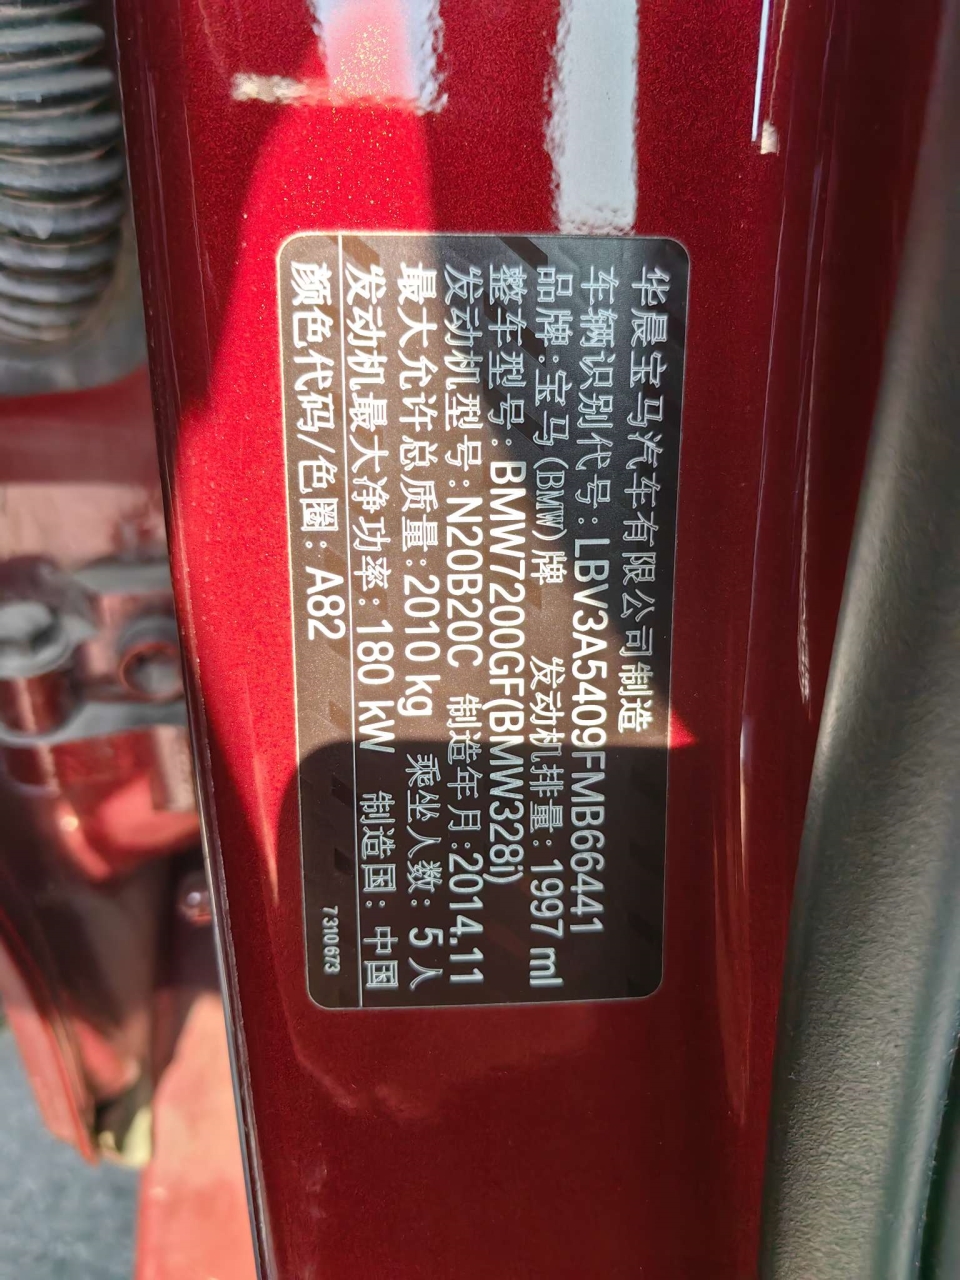 华晨宝马汽车有限公司制造
车辆识别代号:LBV3A5409FMB66441
品牌:宝马(BMW)牌 发动机排量:1997 ml
整车型号:BMW7200GF(BMW328i)
发动机型号:N20B20C 制造年月:2014.11
最大允许总质量:2010 kg 乘坐人数:5人
发动机最大净功率:180 kW 制造国:中国
颜色代码/色圈:A82
7310673